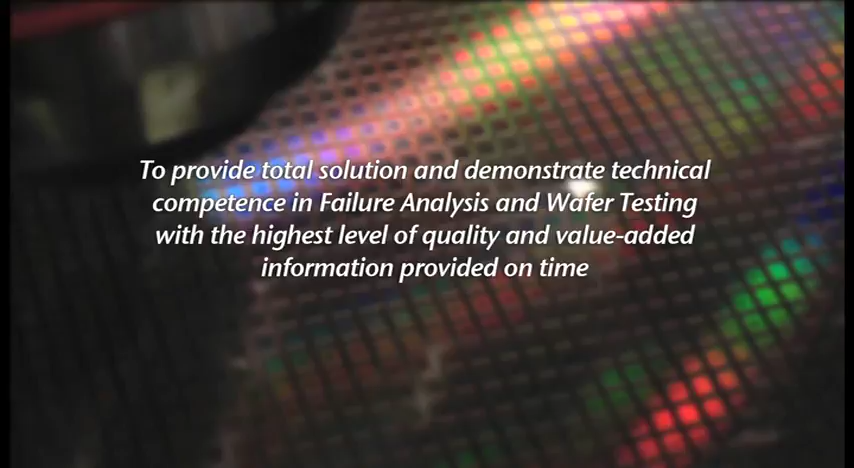 To provide total solution and demonstrate technical
competence in Failure Analysis and Wafer Testing
with the highest level of quality and value-added
information provided on time